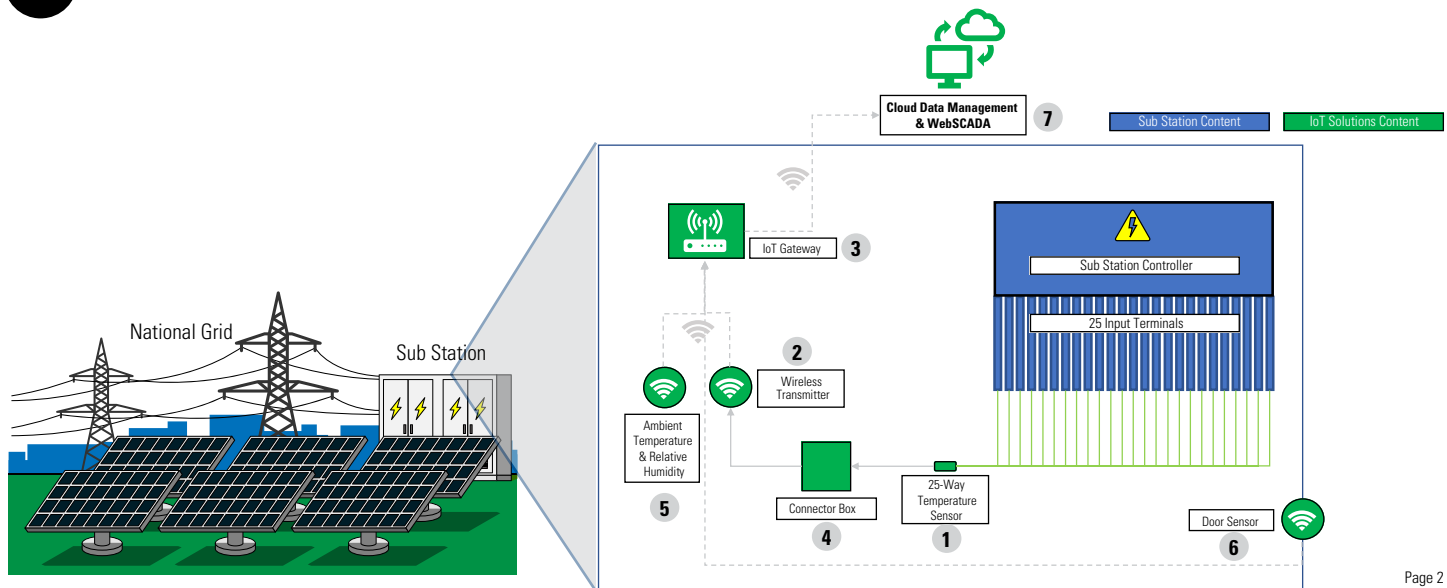 Cloud Data Management
& WebSCADA
7
Sub Station Content
IoT Solutions Content
IoT Gateway
3
Sub Station Controller
25 Input Terminals
National Grid
Sub Station
2
Wireless
Transmitter
Ambient
Temperature
& Relative
Humidity
5
Connector Box
4
25-Way
Temperature
Sensor
1
Door Sensor
6
Page 2